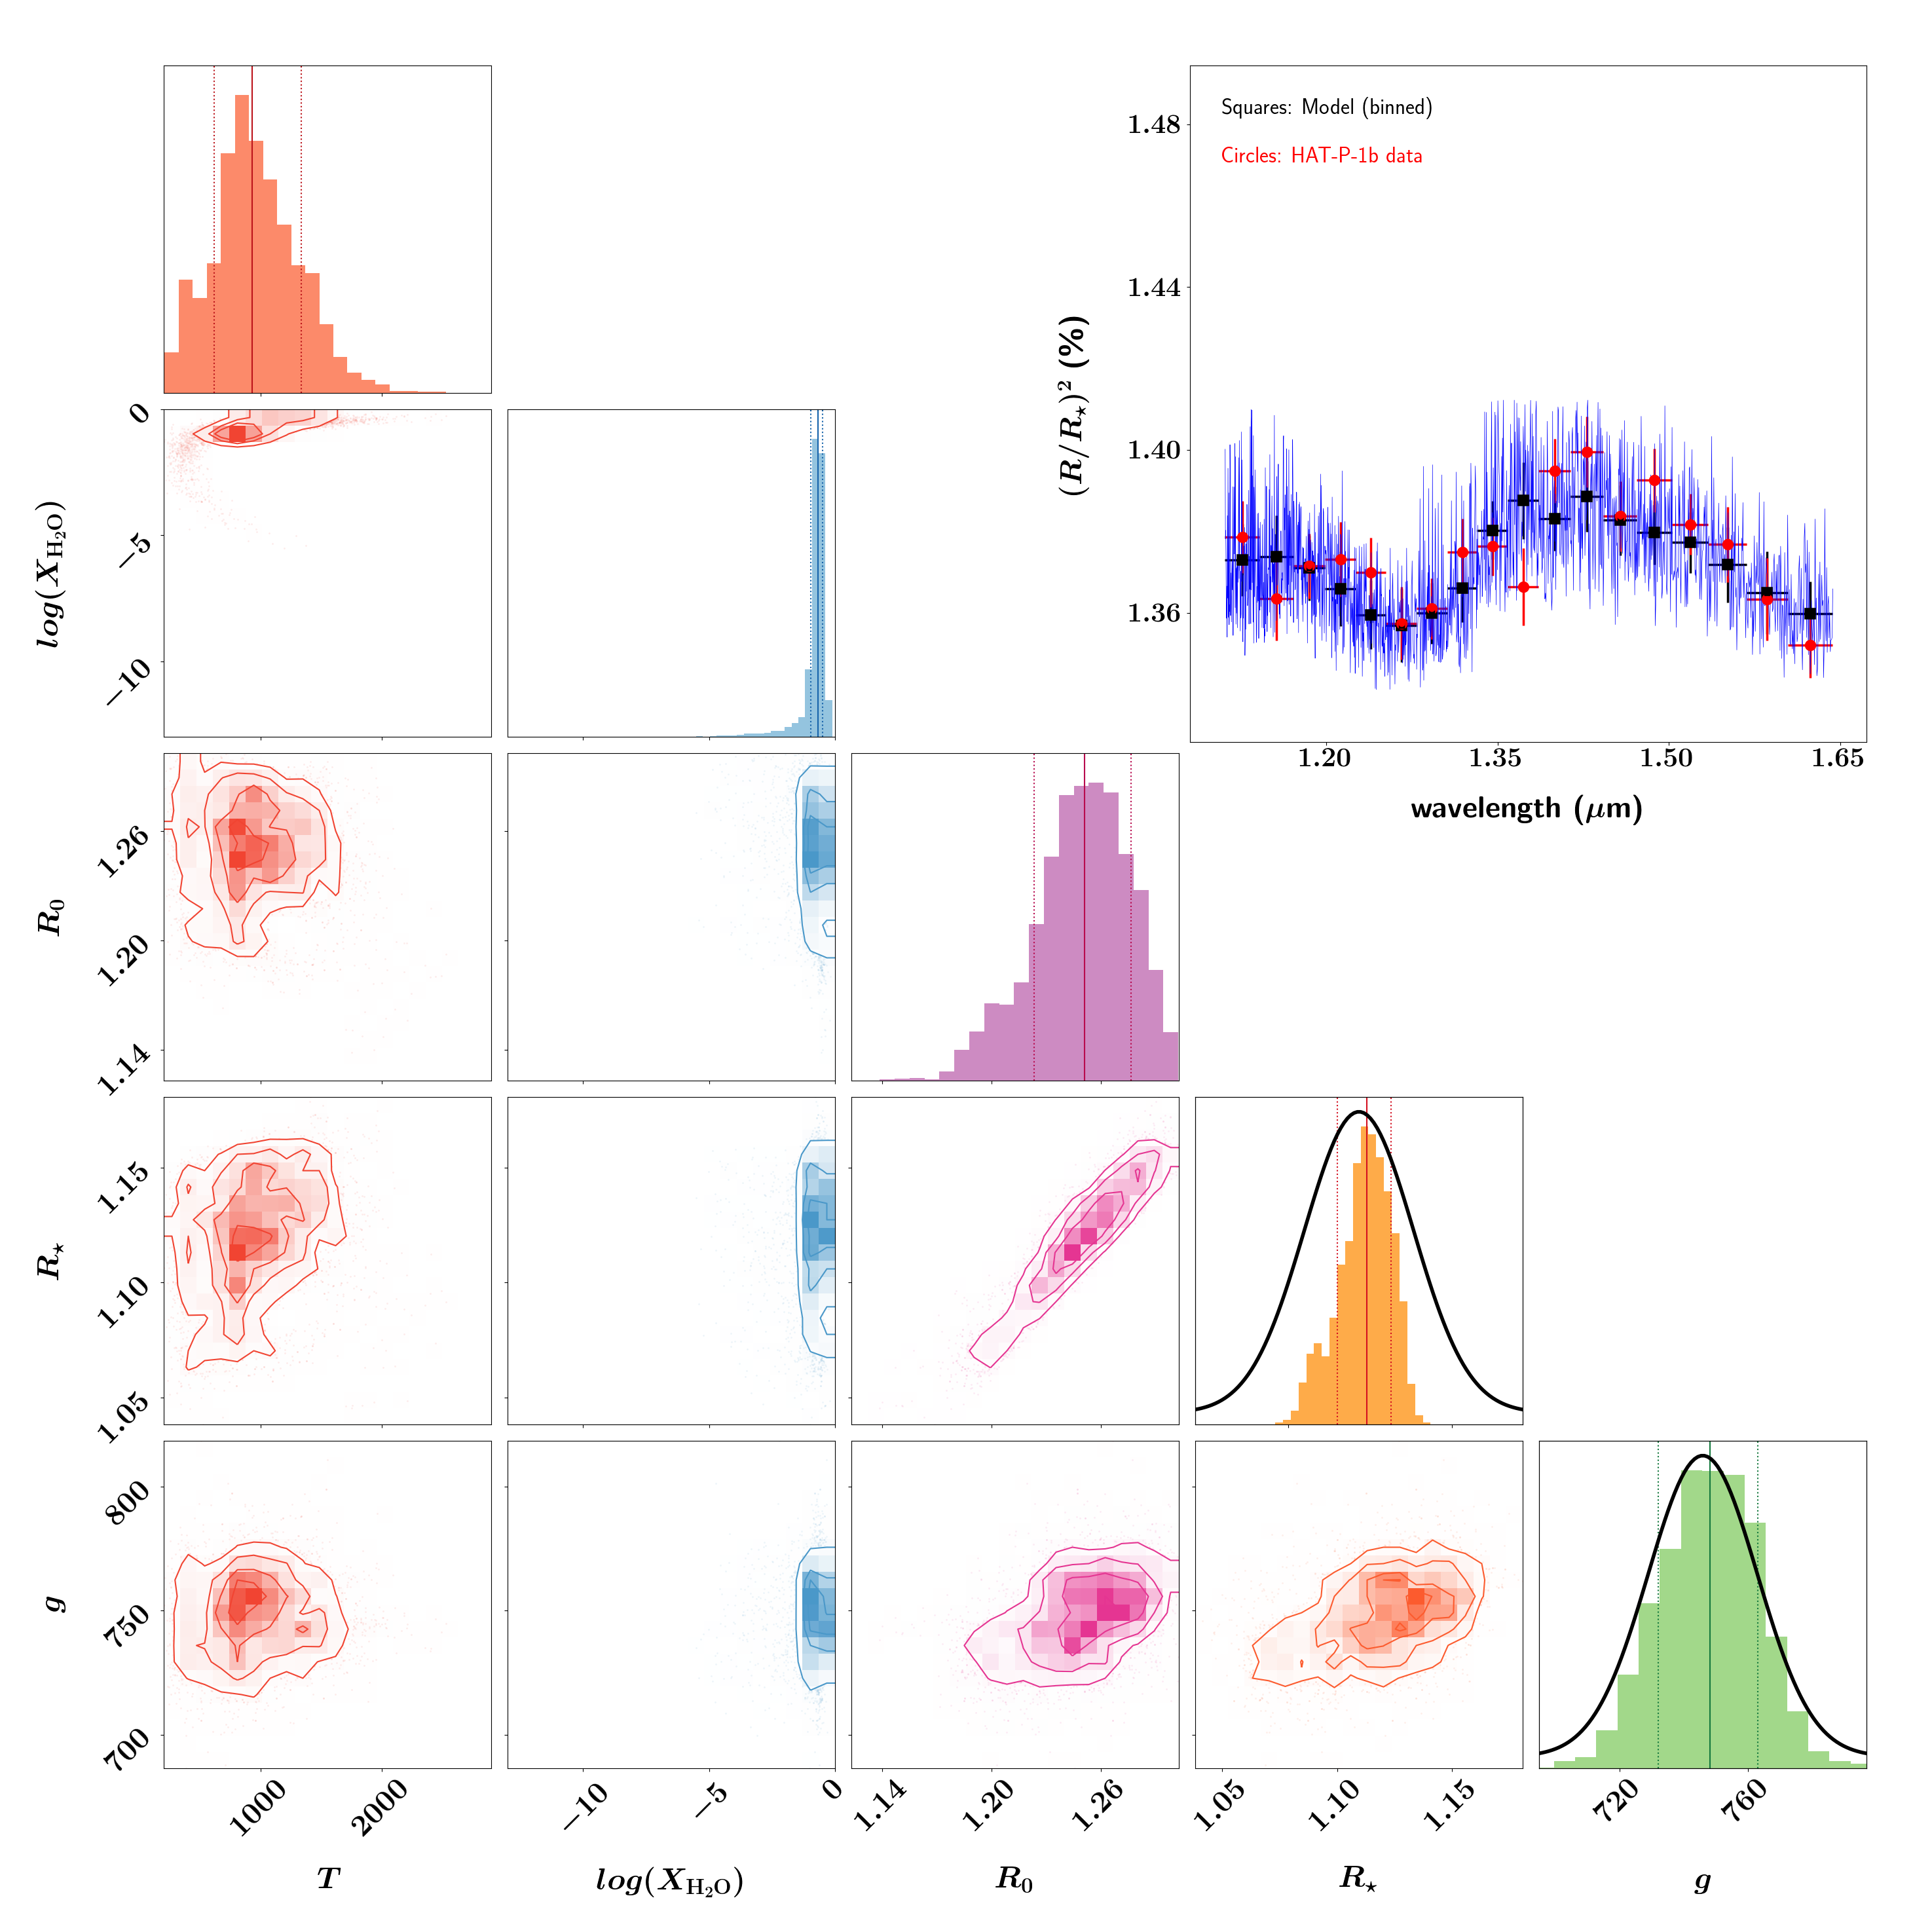 Squares: Model (binned)
Circles: HAT-P-1b data
1.48
1.44
1.40
1.36
(R/R⋆)² (%)
1.20 1.35 1.50 1.65
wavelength (μm)
0
−5
−10
log(X_H₂O)
1.26
1.20
1.14
R₀
1.15
1.10
1.05
R⋆
800
750
700
g
1000 2000 −10 −5 0 1.14 1.20 1.26 1.05 1.10 1.15 720 760
T log(X_H₂O) R₀ R⋆ g